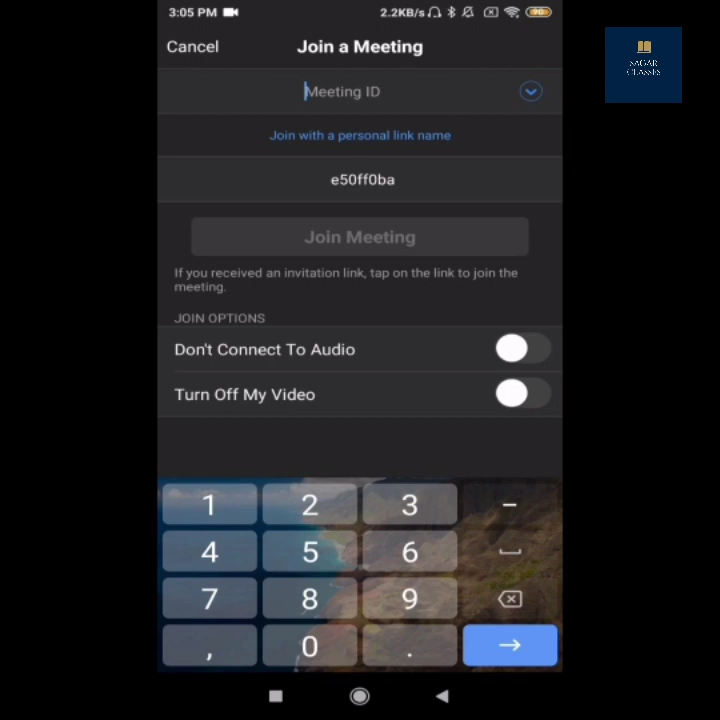 3:05 PM
2.2KB/s
90
Cancel
Join a Meeting
SAGAR
CLASSES
Meeting ID
Join with a personal link name
e50ff0ba
Join Meeting
If you received an invitation link, tap on the link to join the
meeting.
JOIN OPTIONS
Don't Connect To Audio
Turn Off My Video
1 2 3 –
4 5 6
7 8 9
, 0 .